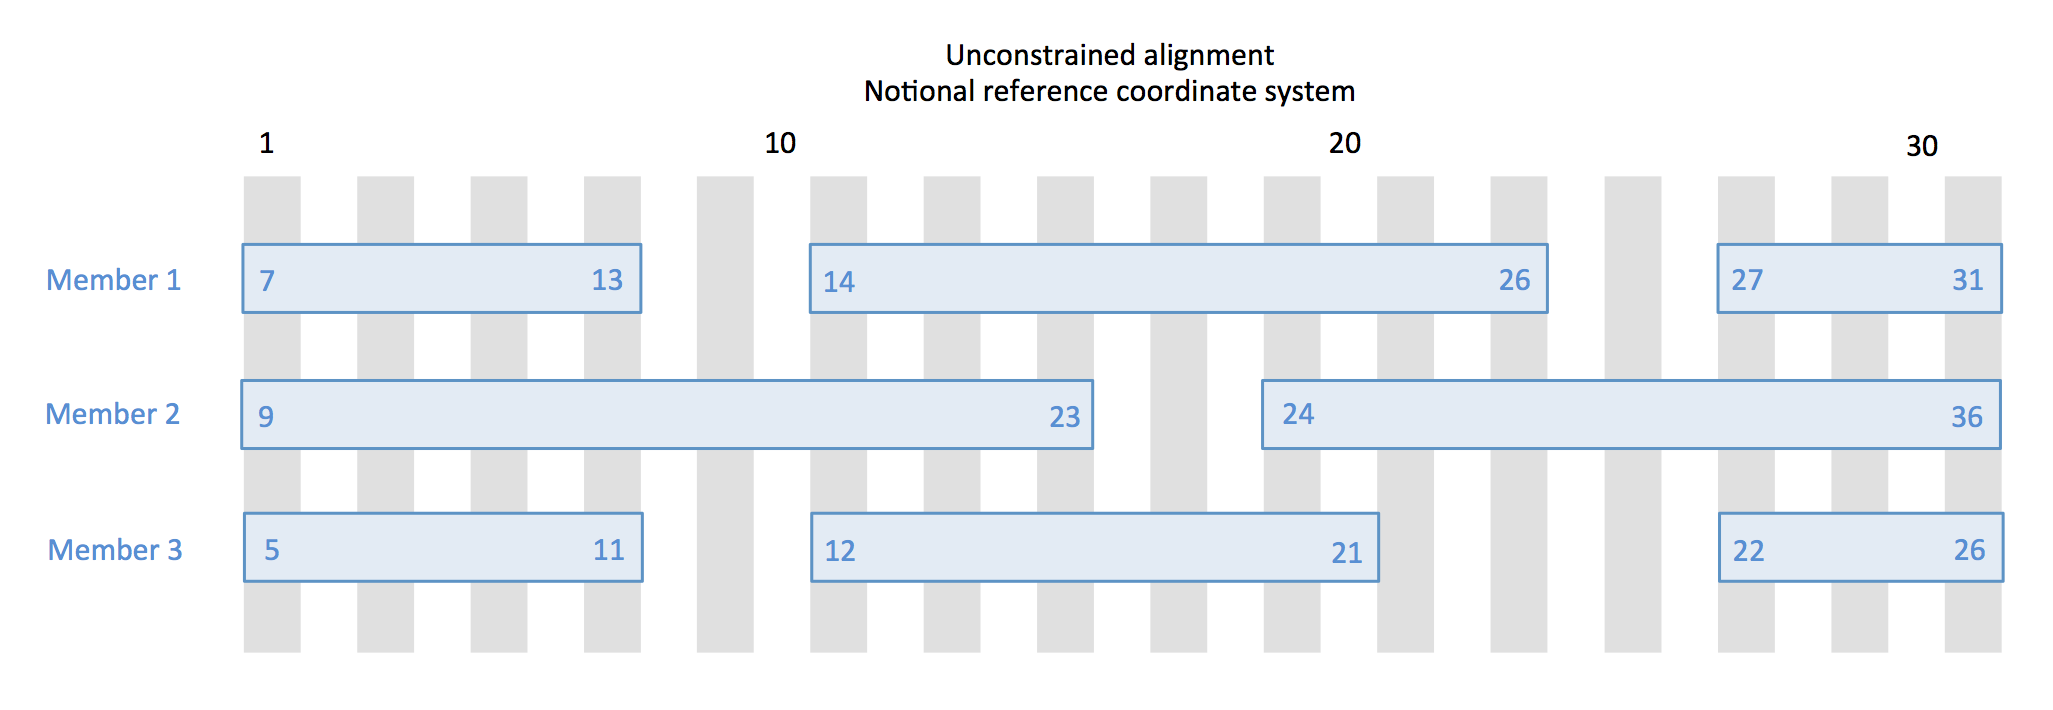 Unconstrained alignment
Notional reference coordinate system
1 10 20 30
Member 1 7 13 14 26 27 31
Member 2 9 23 24 36
Member 3 5 11 12 21 22 26